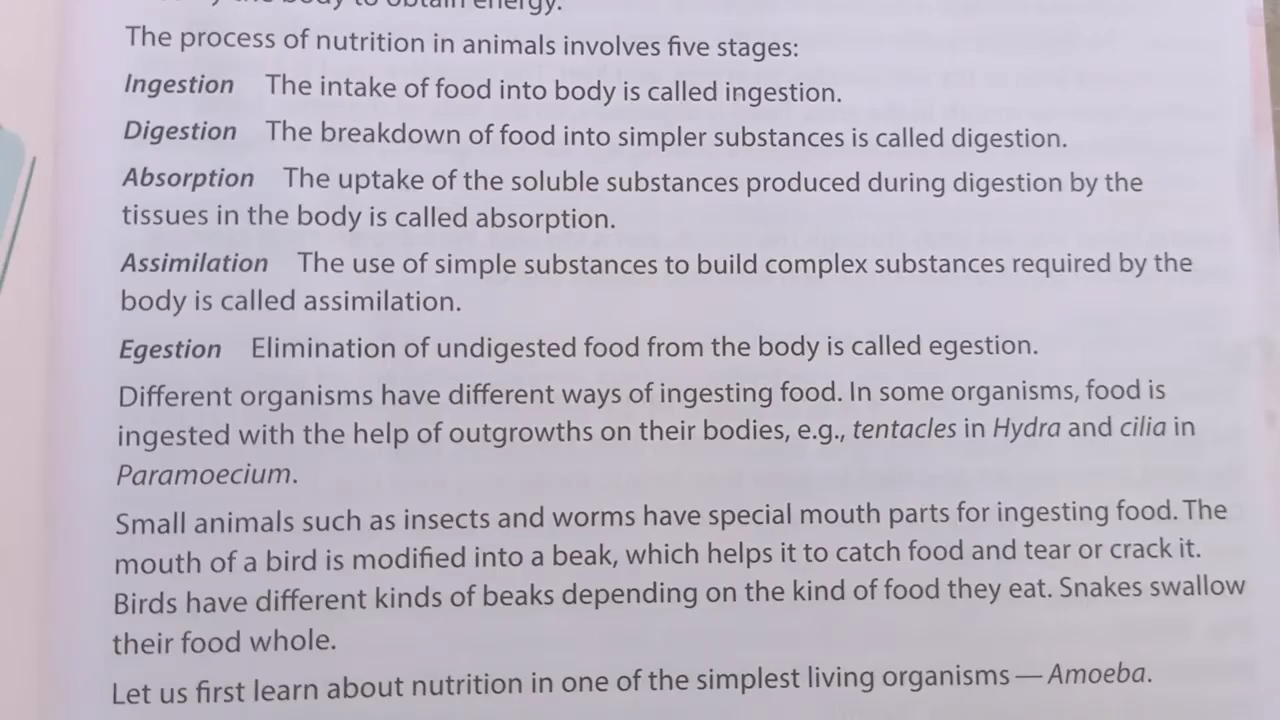 the body to obtain energy.
The process of nutrition in animals involves five stages:
Ingestion The intake of food into body is called ingestion.
Digestion The breakdown of food into simpler substances is called digestion.
Absorption The uptake of the soluble substances produced during digestion by the
tissues in the body is called absorption.
Assimilation The use of simple substances to build complex substances required by the
body is called assimilation.
Egestion Elimination of undigested food from the body is called egestion.
Different organisms have different ways of ingesting food. In some organisms, food is
ingested with the help of outgrowths on their bodies, e.g., tentacles in Hydra and cilia in
Paramoecium.
Small animals such as insects and worms have special mouth parts for ingesting food. The
mouth of a bird is modified into a beak, which helps it to catch food and tear or crack it.
Birds have different kinds of beaks depending on the kind of food they eat. Snakes swallow
their food whole.
Let us first learn about nutrition in one of the simplest living organisms — Amoeba.